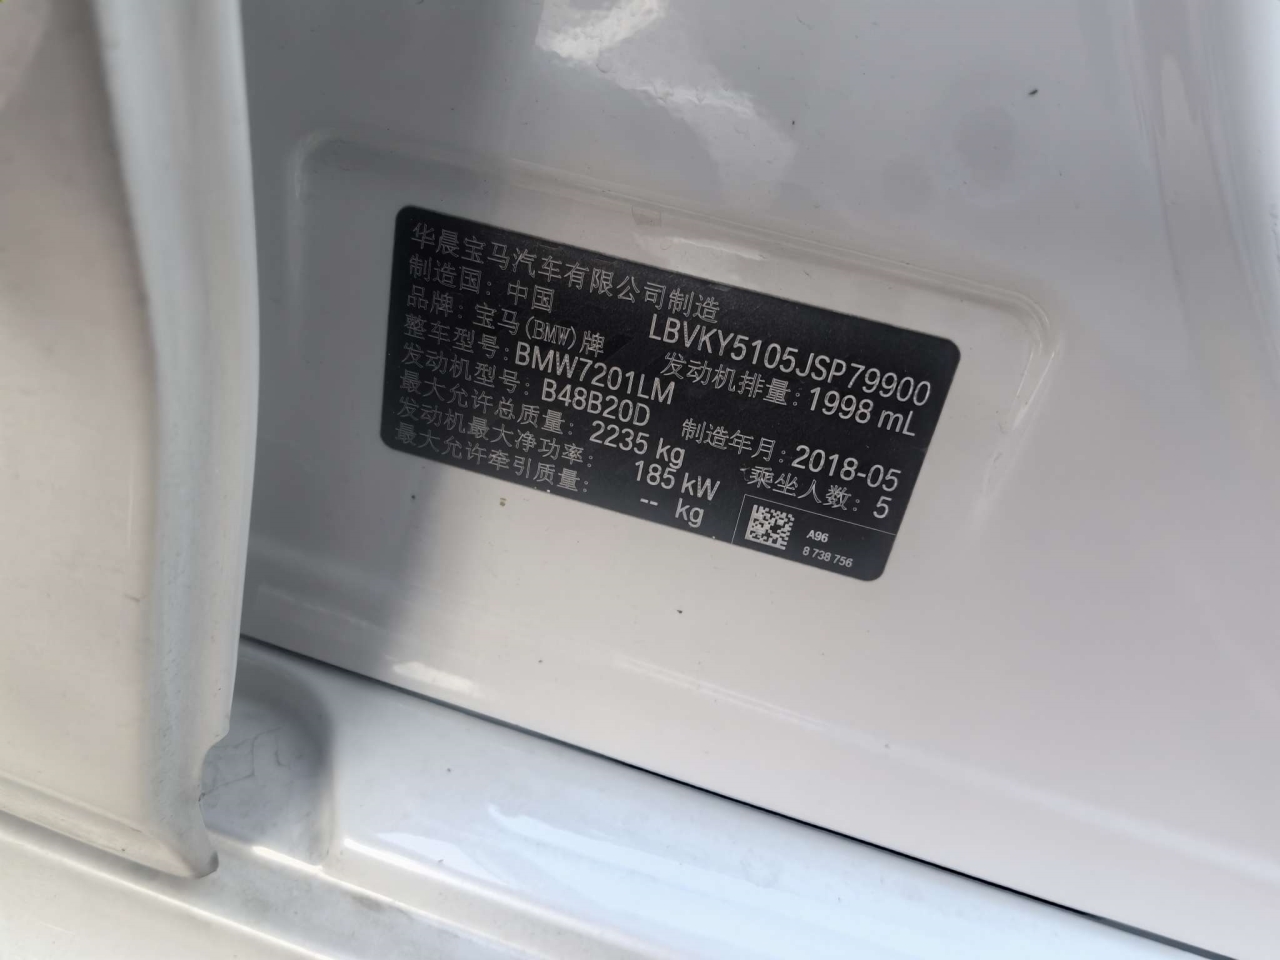 华晨宝马汽车有限公司制造
制造国：中国 LBVKY5105JSP79900
品牌：宝马(BMW)牌 发动机排量：1998 mL
整车型号：BMW7201LM
发动机型号：B48B20D 制造年月：2018-05
最大允许总质量：2235 kg 乘坐人数：5
发动机最大净功率：185 kW
最大允许牵引质量：-- kg
A96
8 738 756